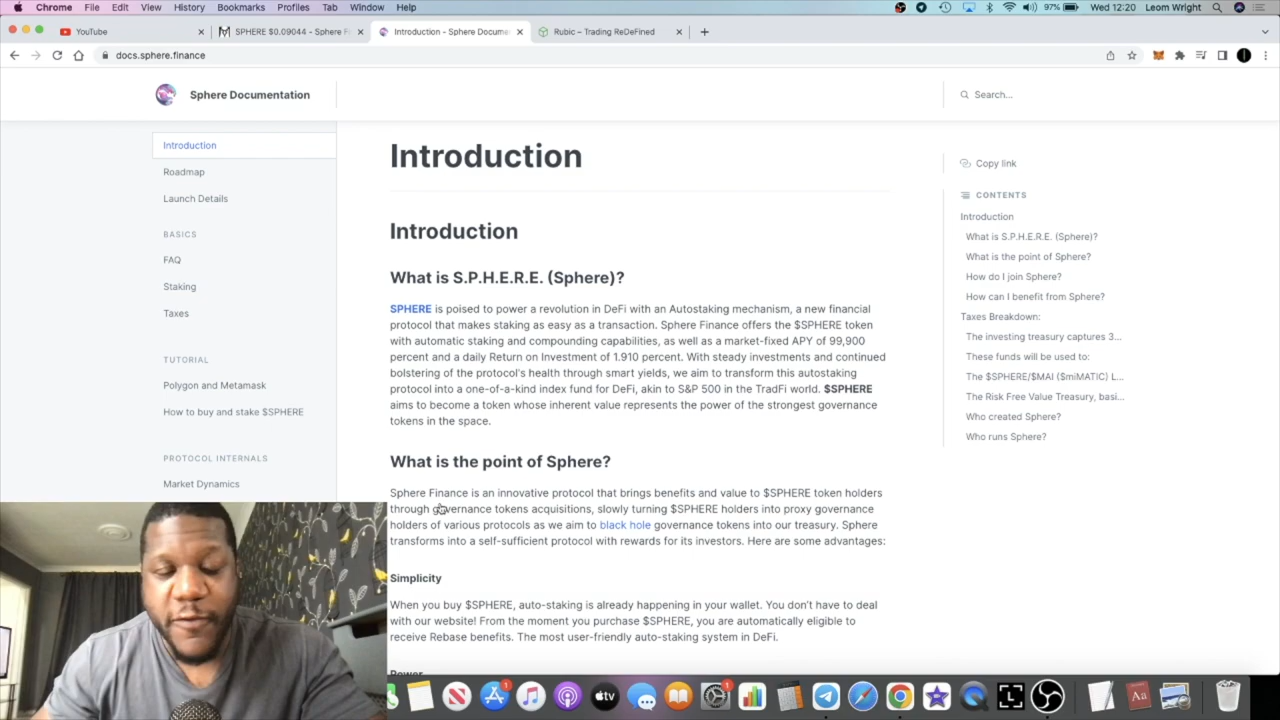 Chrome File Edit View History Bookmarks Profiles Tab Window Help 97% Wed 12:20 Leom Wright
YouTube SPHERE $0.09044 - Sphere F Introduction - Sphere Docume Rubic – Trading ReDefined
docs.sphere.finance
Sphere Documentation
Search...
Introduction
Roadmap
Launch Details
BASICS
FAQ
Staking
Taxes
TUTORIAL
Polygon and Metamask
How to buy and stake $SPHERE
PROTOCOL INTERNALS
Market Dynamics
Introduction
Introduction
What is S.P.H.E.R.E. (Sphere)?
SPHERE is poised to power a revolution in DeFi with an Autostaking mechanism, a new financial
protocol that makes staking as easy as a transaction. Sphere Finance offers the $SPHERE token
with automatic staking and compounding capabilities, as well as a market-fixed APY of 99,900
percent and a daily Return on Investment of 1.910 percent. With steady investments and continued
bolstering of the protocol's health through smart yields, we aim to transform this autostaking
protocol into a one-of-a-kind index fund for DeFi, akin to S&P 500 in the TradFi world. $SPHERE
aims to become a token whose inherent value represents the power of the strongest governance
tokens in the space.
What is the point of Sphere?
Sphere Finance is an innovative protocol that brings benefits and value to $SPHERE token holders
through governance tokens acquisitions, slowly turning $SPHERE holders into proxy governance
holders of various protocols as we aim to black hole governance tokens into our treasury. Sphere
transforms into a self-sufficient protocol with rewards for its investors. Here are some advantages:
Simplicity
When you buy $SPHERE, auto-staking is already happening in your wallet. You don't have to deal
with our website! From the moment you purchase $SPHERE, you are automatically eligible to
receive Rebase benefits. The most user-friendly auto-staking system in DeFi.
Power
Copy link
CONTENTS
Introduction
What is S.P.H.E.R.E. (Sphere)?
What is the point of Sphere?
How do I join Sphere?
How can I benefit from Sphere?
Taxes Breakdown:
The investing treasury captures 3...
These funds will be used to:
The $SPHERE/$MAI ($miMATIC) L...
The Risk Free Value Treasury, basi...
Who created Sphere?
Who runs Sphere?
tv